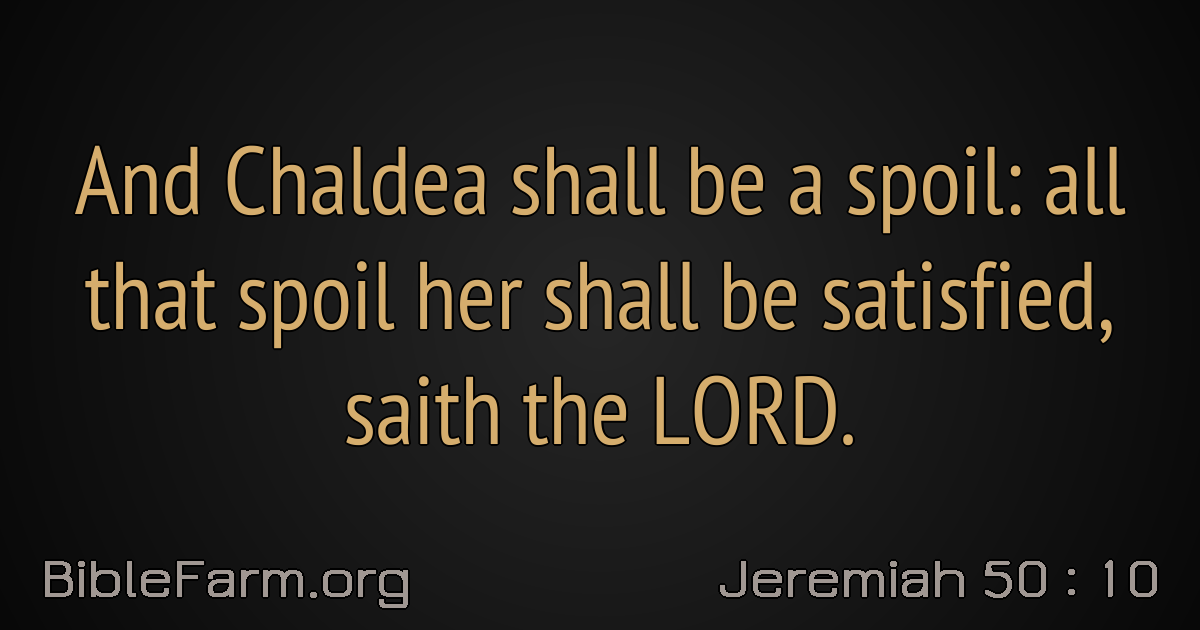 And Chaldea shall be a spoil: all
that spoil her shall be satisfied,
saith the LORD.
BibleFarm.org
Jeremiah 50 : 10